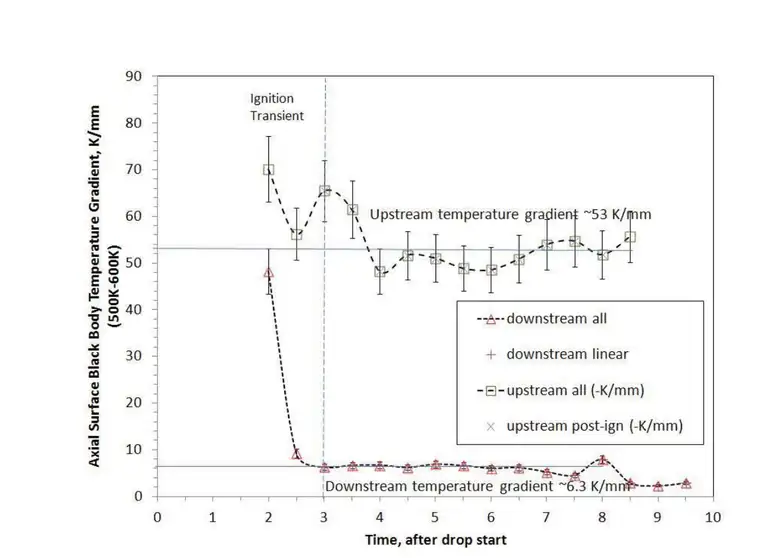 Axial Surface Black Body Temperature Gradient, K/mm
(500K-600K)
90
80
70
60
50
40
30
20
10
0
Ignition
Transient
Upstream temperature gradient ~53 K/mm
downstream all
downstream linear
upstream all (-K/mm)
upstream post-ign (-K/mm)
Downstream temperature gradient ~6.3 K/mm
0 1 2 3 4 5 6 7 8 9 10
Time, after drop start